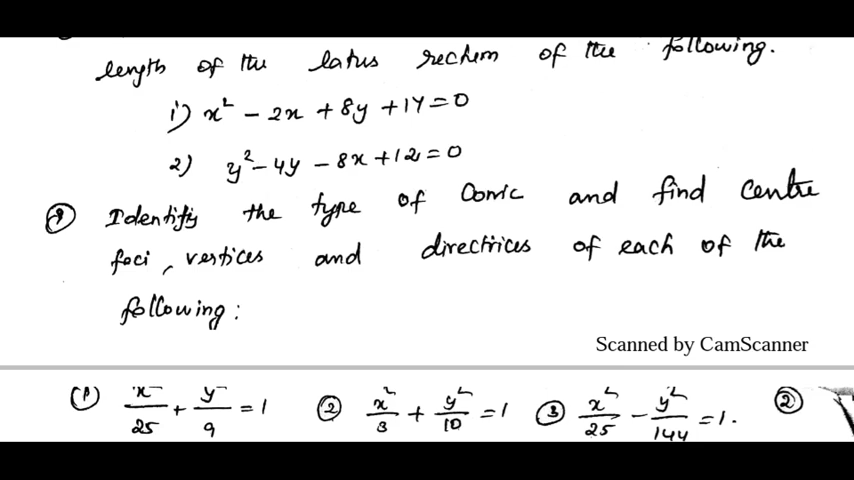 length of the latus rectum of the following.
1) x² - 2x + 8y + 17 = 0
2) y² - 4y - 8x + 12 = 0
Identify the type of Conic and find centre
foci, vertices and directrices of each of the
following:
Scanned by CamScanner
(1) x²/25 + y²/9 = 1 (2) x²/3 + y²/10 = 1 (3) x²/25 - y²/144 = 1. (2)